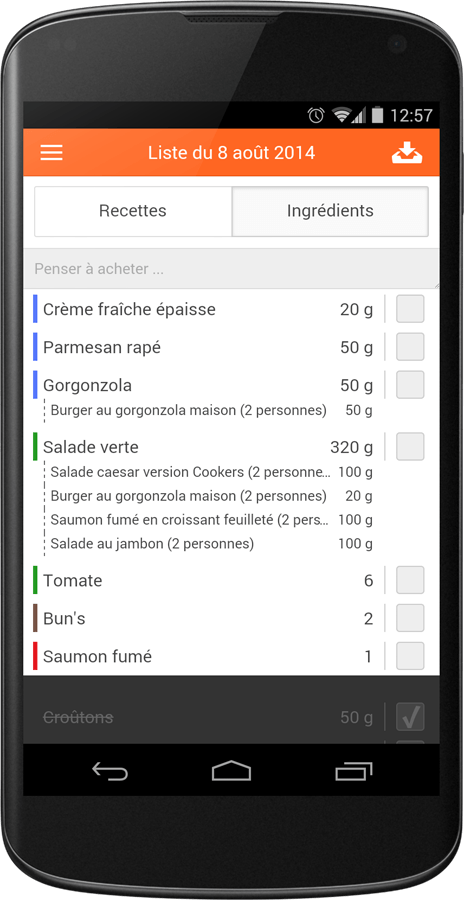 12:57
Liste du 8 août 2014
Recettes Ingrédients
Penser à acheter ...
Crème fraîche épaisse 20 g
Parmesan rapé 50 g
Gorgonzola 50 g
Burger au gorgonzola maison (2 personnes) 50 g
Salade verte 320 g
Salade caesar version Cookers (2 personne... 100 g
Burger au gorgonzola maison (2 personnes) 20 g
Saumon fumé en croissant feuilleté (2 pers... 100 g
Salade au jambon (2 personnes) 100 g
Tomate 6
Bun's 2
Saumon fumé 1
Croûtons 50 g